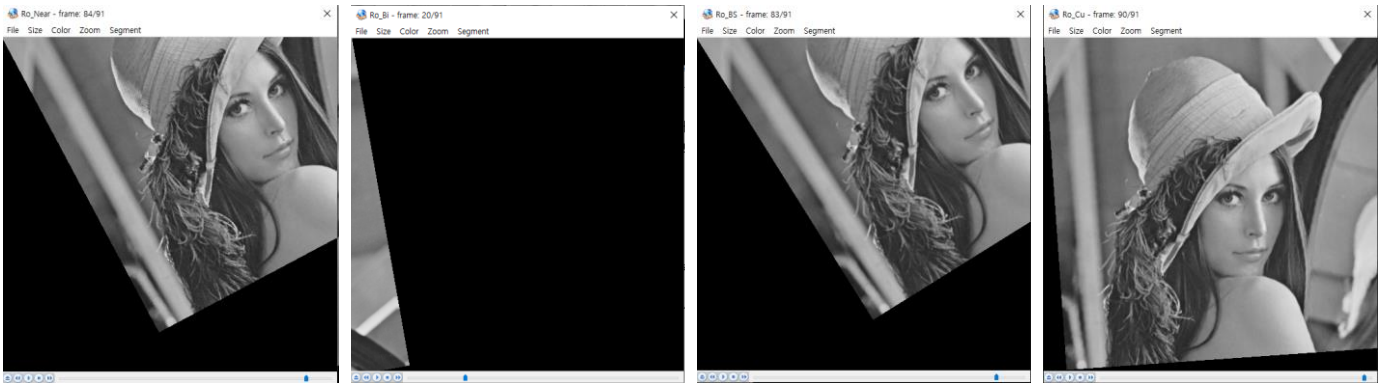 Ro_Near - frame: 84/91
File Size Color Zoom Segment
Ro_Bi - frame: 20/91
File Size Color Zoom Segment
Ro_BS - frame: 83/91
File Size Color Zoom Segment
Ro_Cu - frame: 90/91
File Size Color Zoom Segment